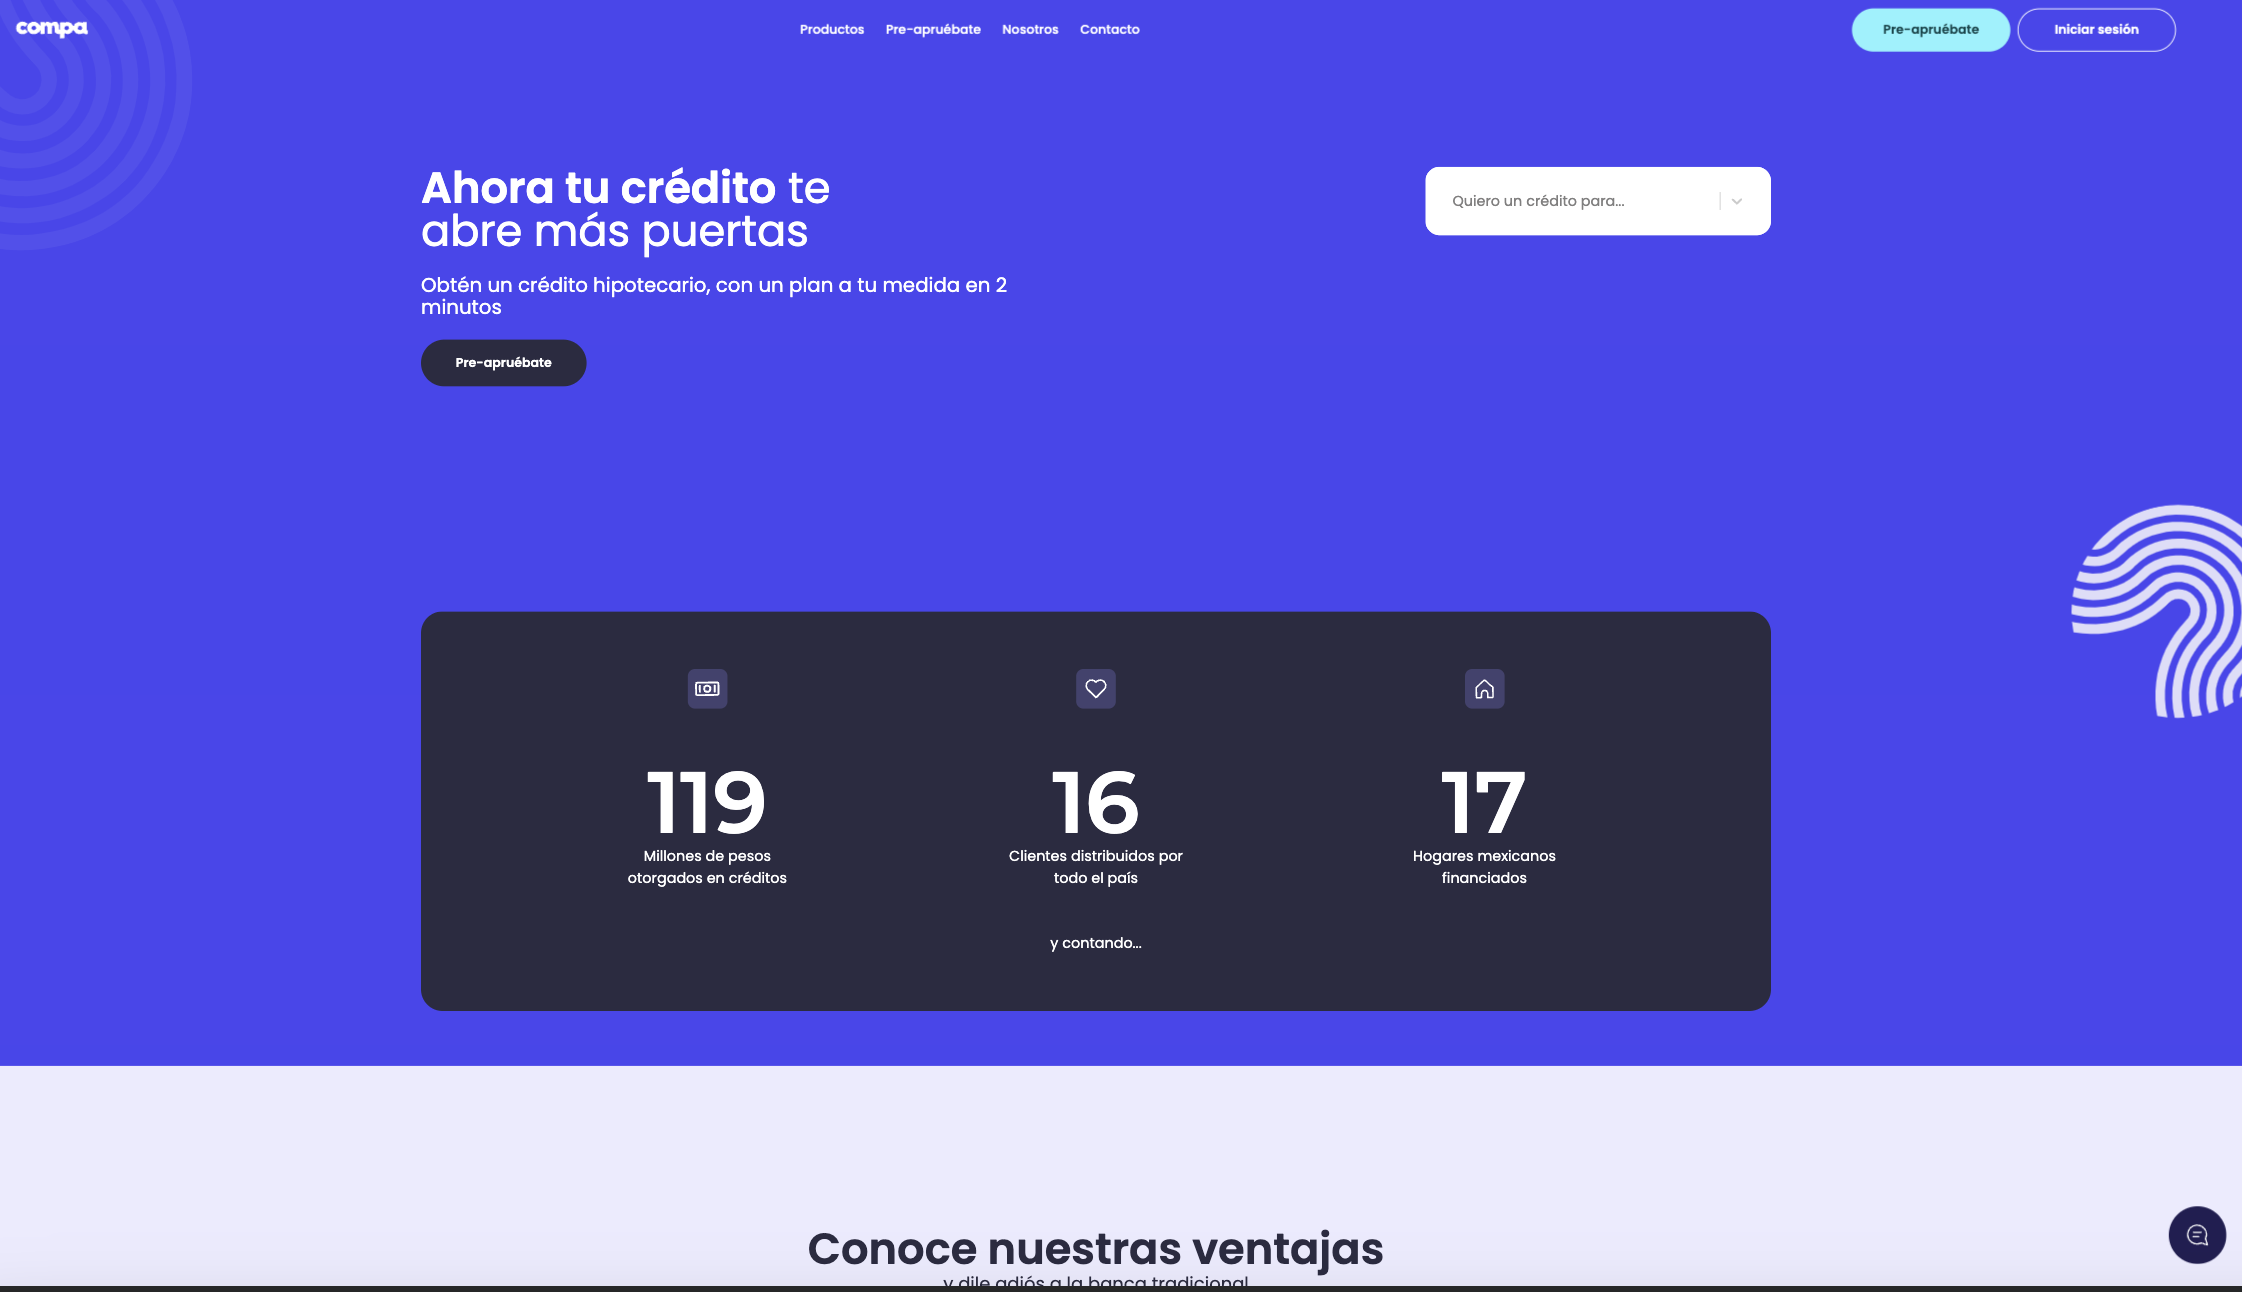 compa
Productos
Pre-apruébate
Nosotros
Contacto
Pre-apruébate
Iniciar sesión
Ahora tu crédito te
abre más puertas
Obtén un crédito hipotecario, con un plan a tu medida en 2
minutos
Pre-apruébate
Quiero un crédito para...
119
Millones de pesos
otorgados en créditos
16
Clientes distribuidos por
todo el país
17
Hogares mexicanos
financiados
y contando...
Conoce nuestras ventajas
y dile adiós a la banca tradicional